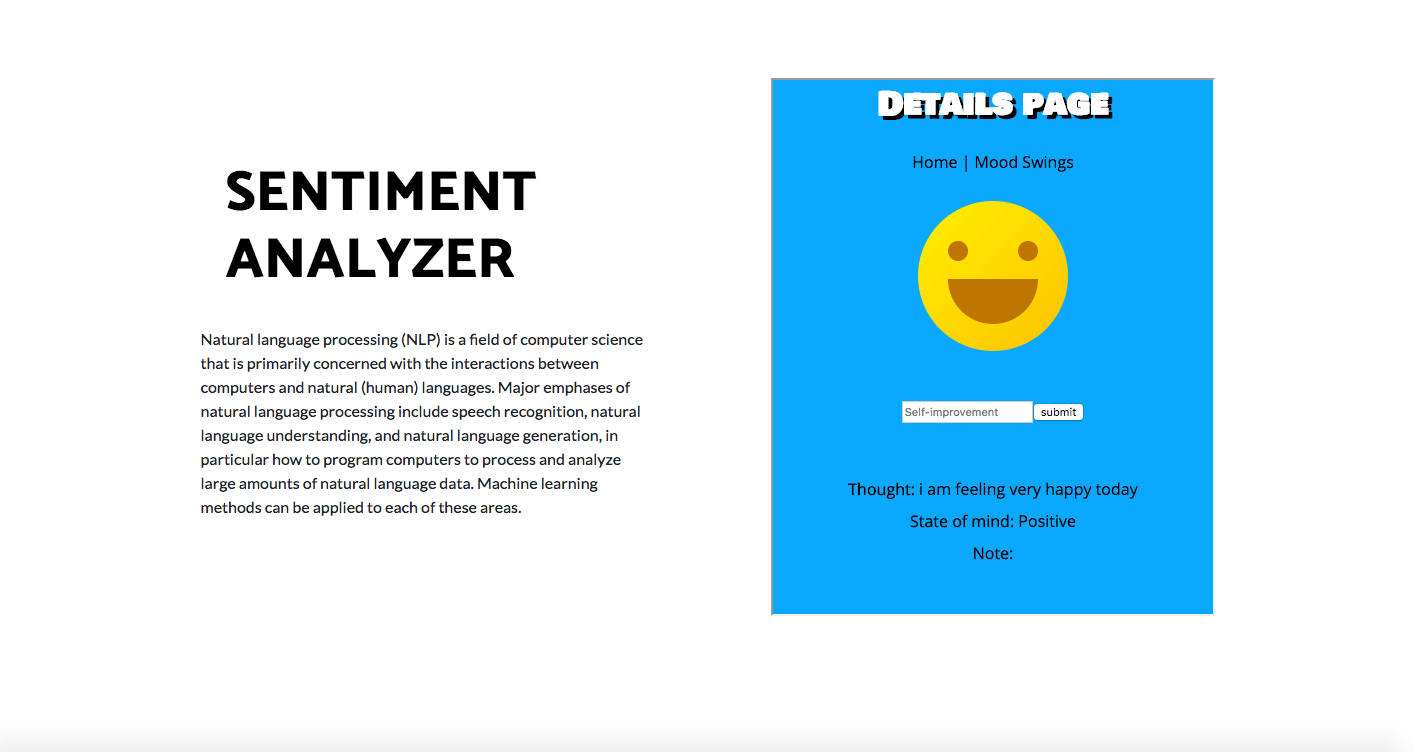 SENTIMENT
ANALYZER
Natural language processing (NLP) is a field of computer science
that is primarily concerned with the interactions between
computers and natural (human) languages. Major emphases of
natural language processing include speech recognition, natural
language understanding, and natural language generation, in
particular how to program computers to process and analyze
large amounts of natural language data. Machine learning
methods can be applied to each of these areas.
Details page
Home | Mood Swings
Self-improvement submit
Thought: i am feeling very happy today
State of mind: Positive
Note: